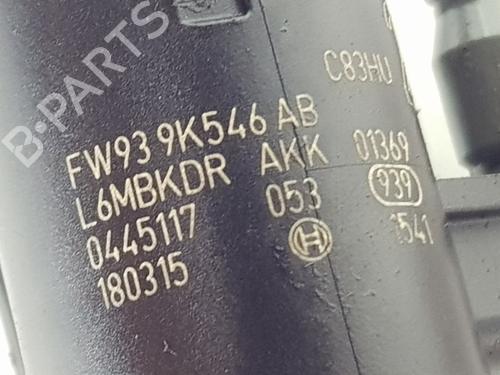 B-PARTS
C83HU
FW93 9K546 AB
L6MBKDR AKK 01369
0445117 053 939
180315 1541